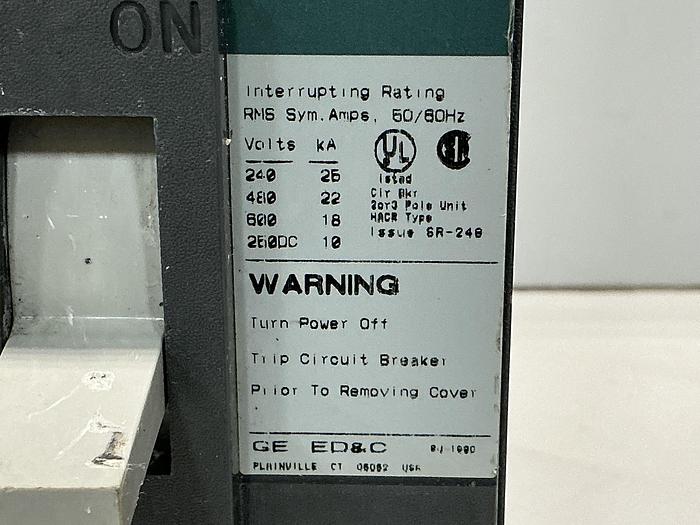 ON
Interrupting Rating
RMS Sym. Amps, 50/60Hz
Volts kA
240 25
480 22
600 18
250DC 10
UL
Listed
Cir Bkr
2or3 Pole Unit
HACR Type
Issue SR-248
WARNING
Turn Power Off
Trip Circuit Breaker
Prior To Removing Cover
GE ED&C 1990
PLAINVILLE CT 06062 USA